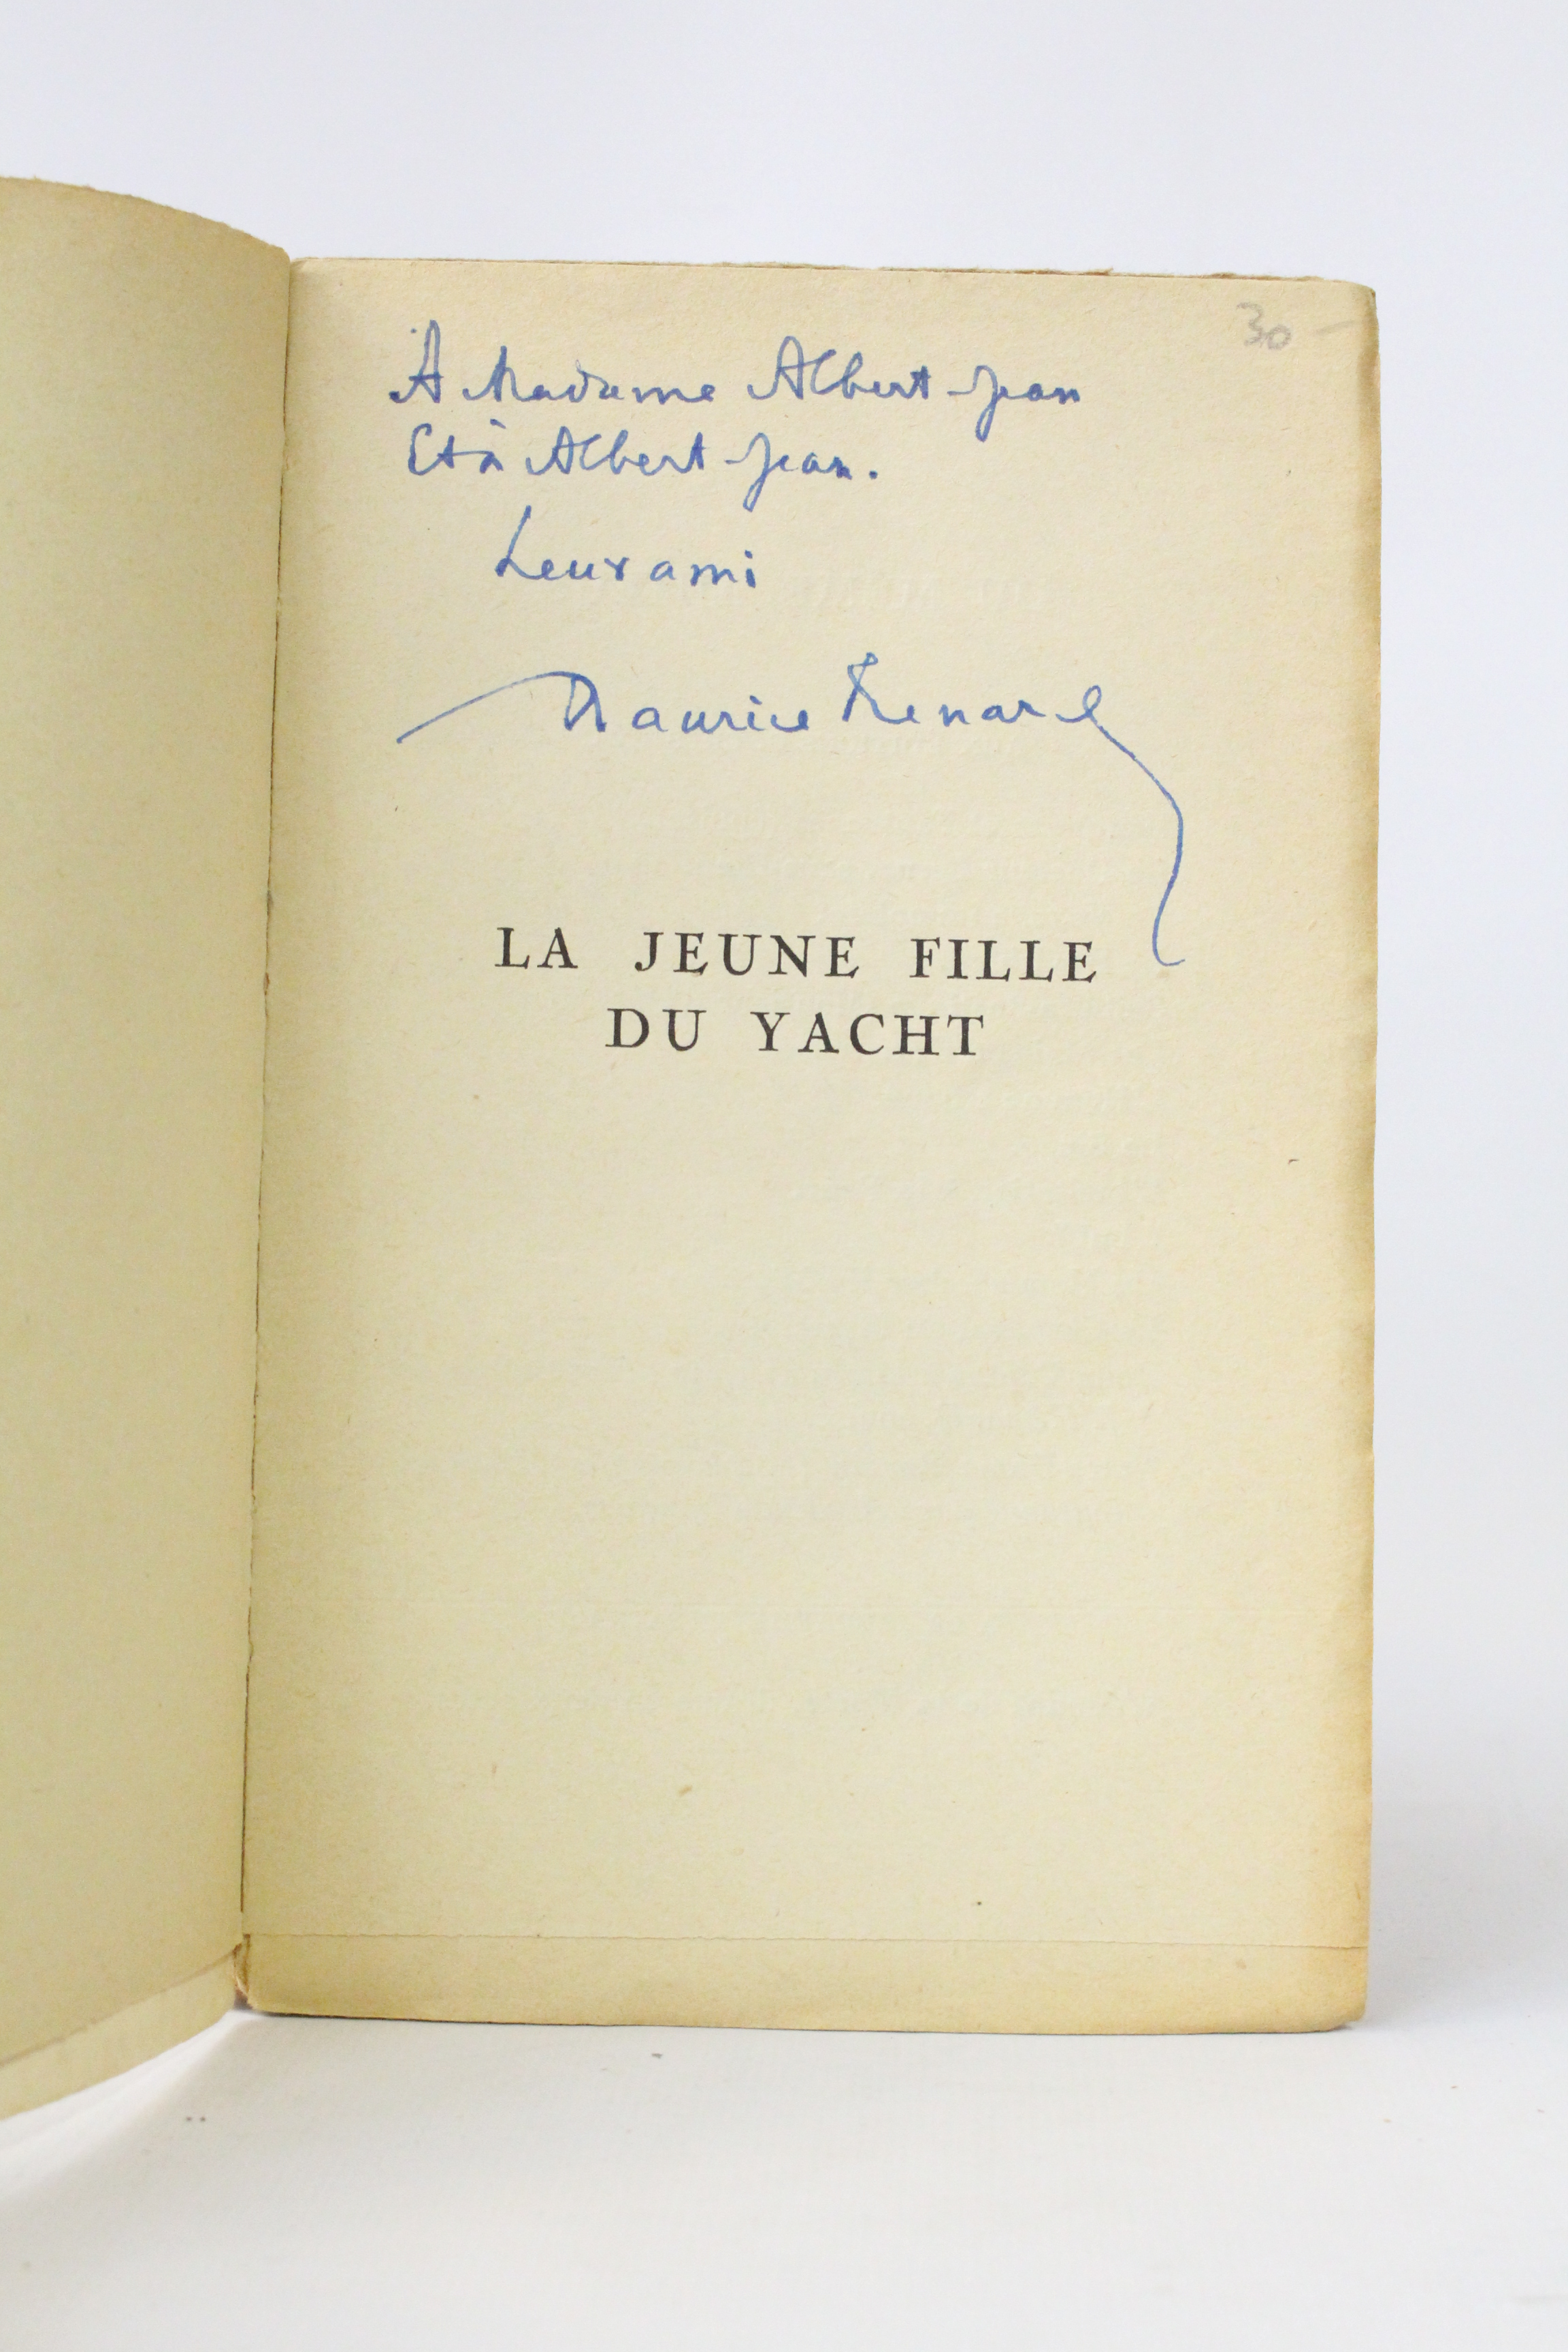 30 -
À Madame Albert-Jean
Et à Albert-Jean.
Leur ami
Maurice Renard
LA JEUNE FILLE
DU YACHT